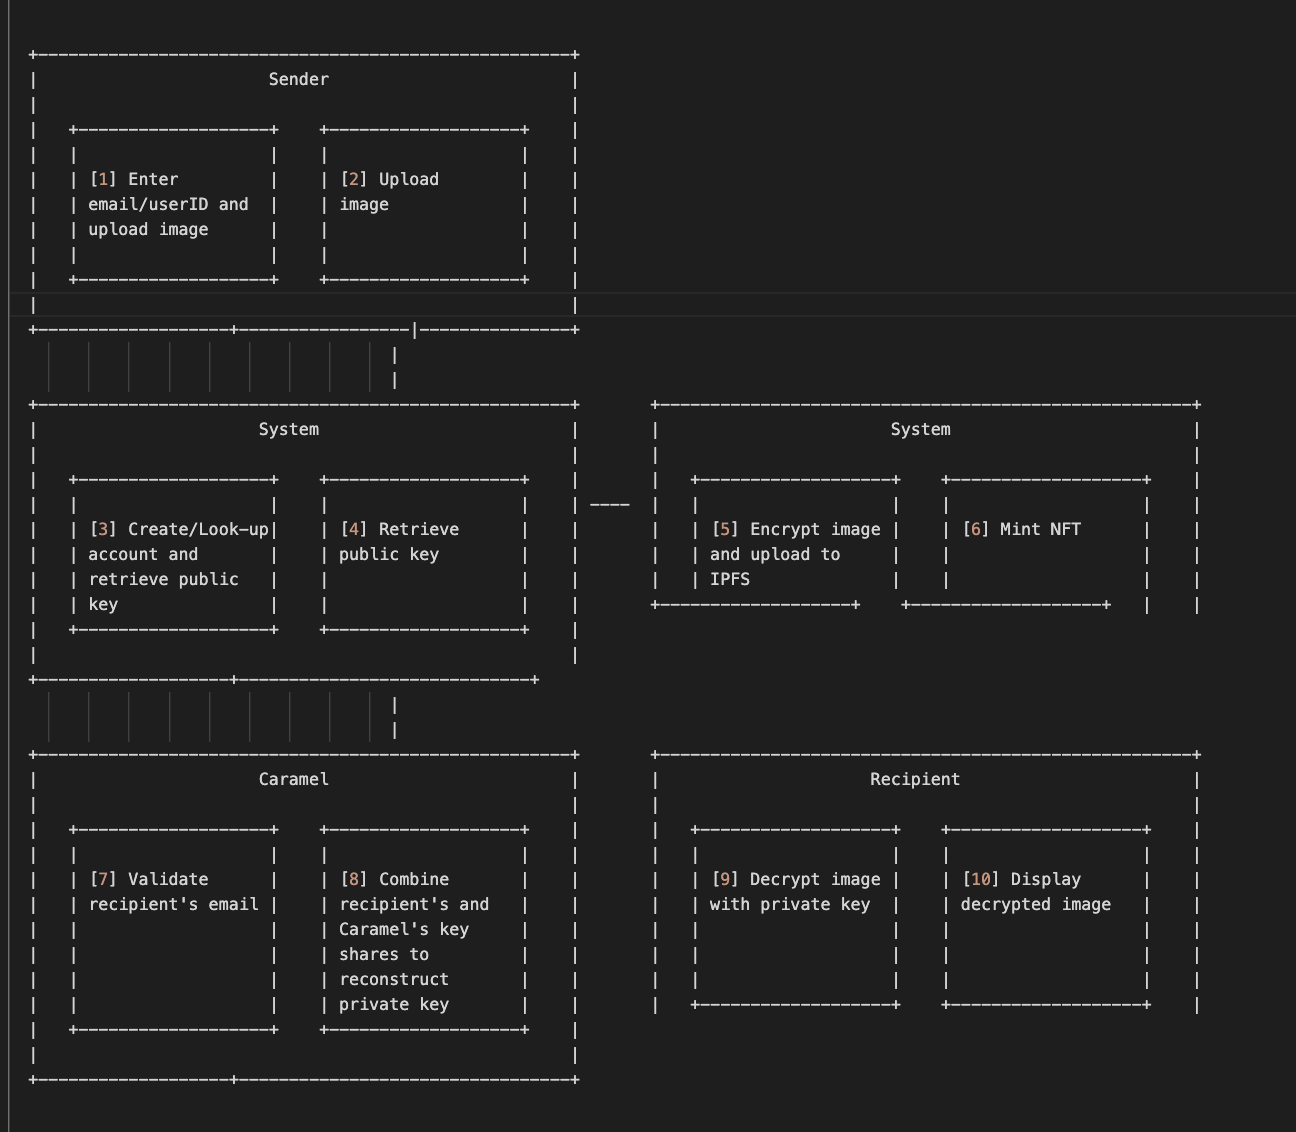 Sender
[1] Enter
email/userID and
upload image
[2] Upload
image
System
[3] Create/Look-up
account and
retrieve public
key
[4] Retrieve
public key
System
[5] Encrypt image
and upload to
IPFS
[6] Mint NFT
Caramel
[7] Validate
recipient's email
[8] Combine
recipient's and
Caramel's key
shares to
reconstruct
private key
Recipient
[9] Decrypt image
with private key
[10] Display
decrypted image